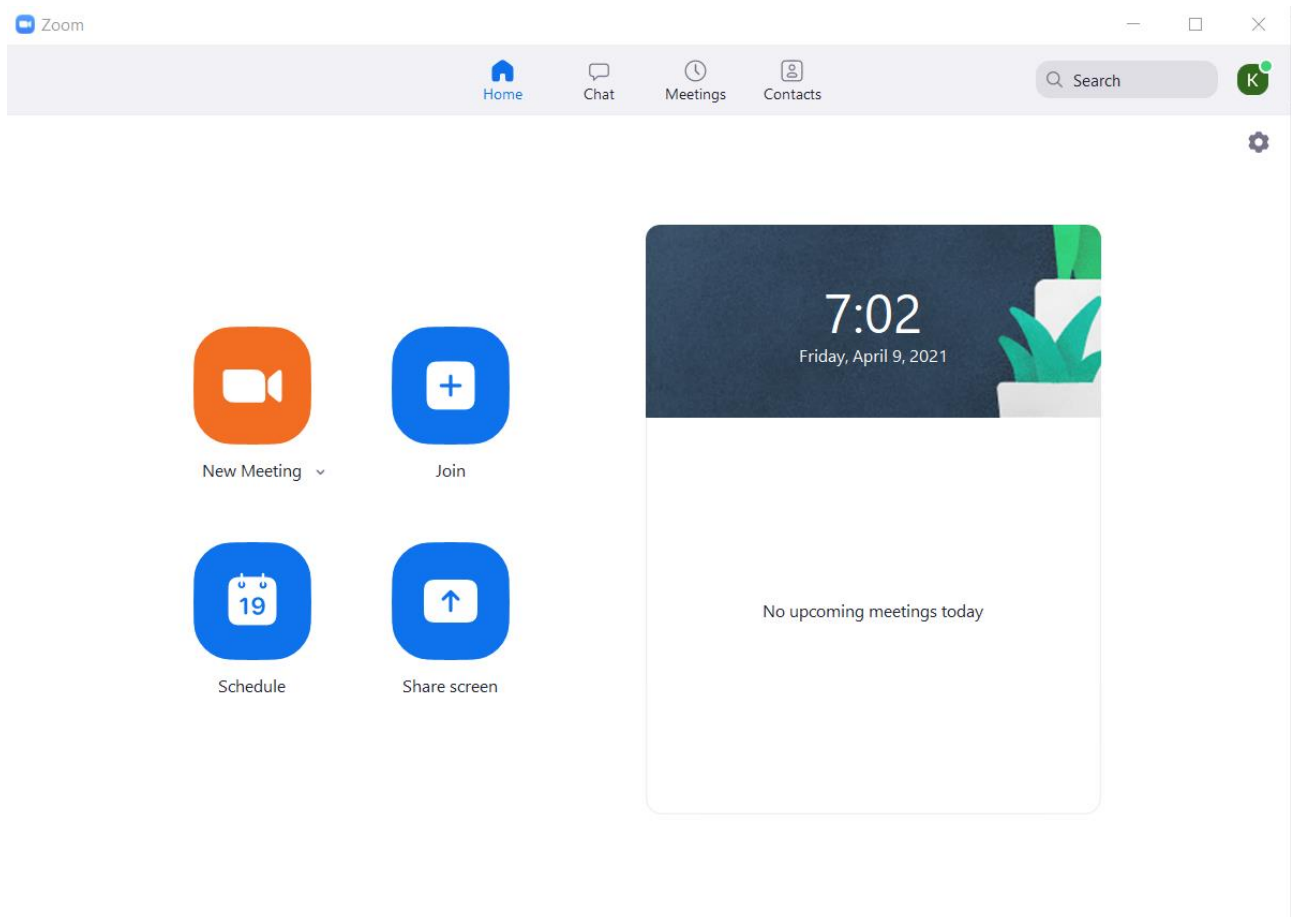 Zoom
Home
Chat
Meetings
Contacts
Search
K
7:02
Friday, April 9, 2021
New Meeting
Join
19
Schedule
Share screen
No upcoming meetings today